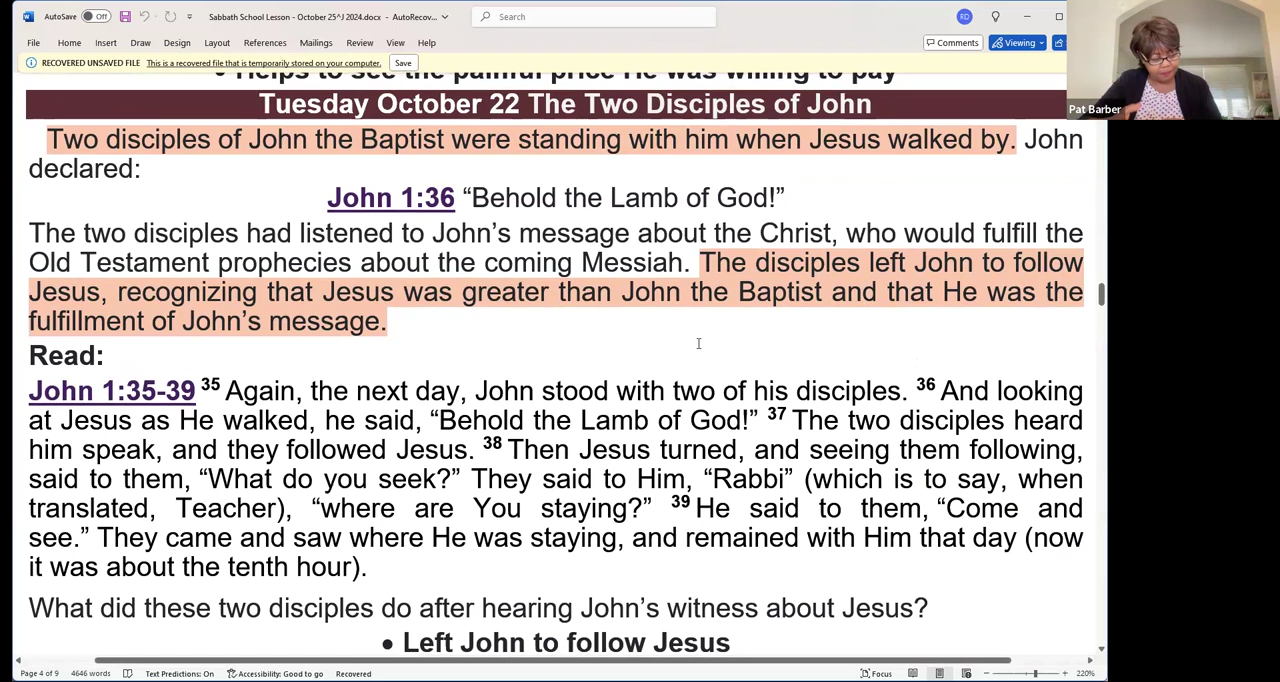 AutoSave Off Sabbath School Lesson - October 25^J 2024.docx - AutoRecov... Search RD
File Home Insert Draw Design Layout References Mailings Review View Help Comments Viewing
RECOVERED UNSAVED FILE This is a recovered file that is temporarily stored on your computer. Save
• Helps to see the painful price He was willing to pay
Pat Barber
Tuesday October 22 The Two Disciples of John
Two disciples of John the Baptist were standing with him when Jesus walked by. John
declared:
John 1:36 “Behold the Lamb of God!”
The two disciples had listened to John’s message about the Christ, who would fulfill the
Old Testament prophecies about the coming Messiah. The disciples left John to follow
Jesus, recognizing that Jesus was greater than John the Baptist and that He was the
fulfillment of John’s message.
Read:
John 1:35-39 35 Again, the next day, John stood with two of his disciples. 36 And looking
at Jesus as He walked, he said, “Behold the Lamb of God!” 37 The two disciples heard
him speak, and they followed Jesus. 38 Then Jesus turned, and seeing them following,
said to them, “What do you seek?” They said to Him, “Rabbi” (which is to say, when
translated, Teacher), “where are You staying?” 39 He said to them, “Come and
see.” They came and saw where He was staying, and remained with Him that day (now
it was about the tenth hour).
What did these two disciples do after hearing John’s witness about Jesus?
• Left John to follow Jesus
Page 4 of 9 4646 words Text Predictions: On Accessibility: Good to go Recovered Focus 220%